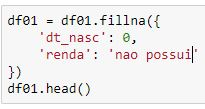 df01 = df01.fillna({
    'dt_nasc': 0,
    'renda': 'nao possui'
})
df01.head()